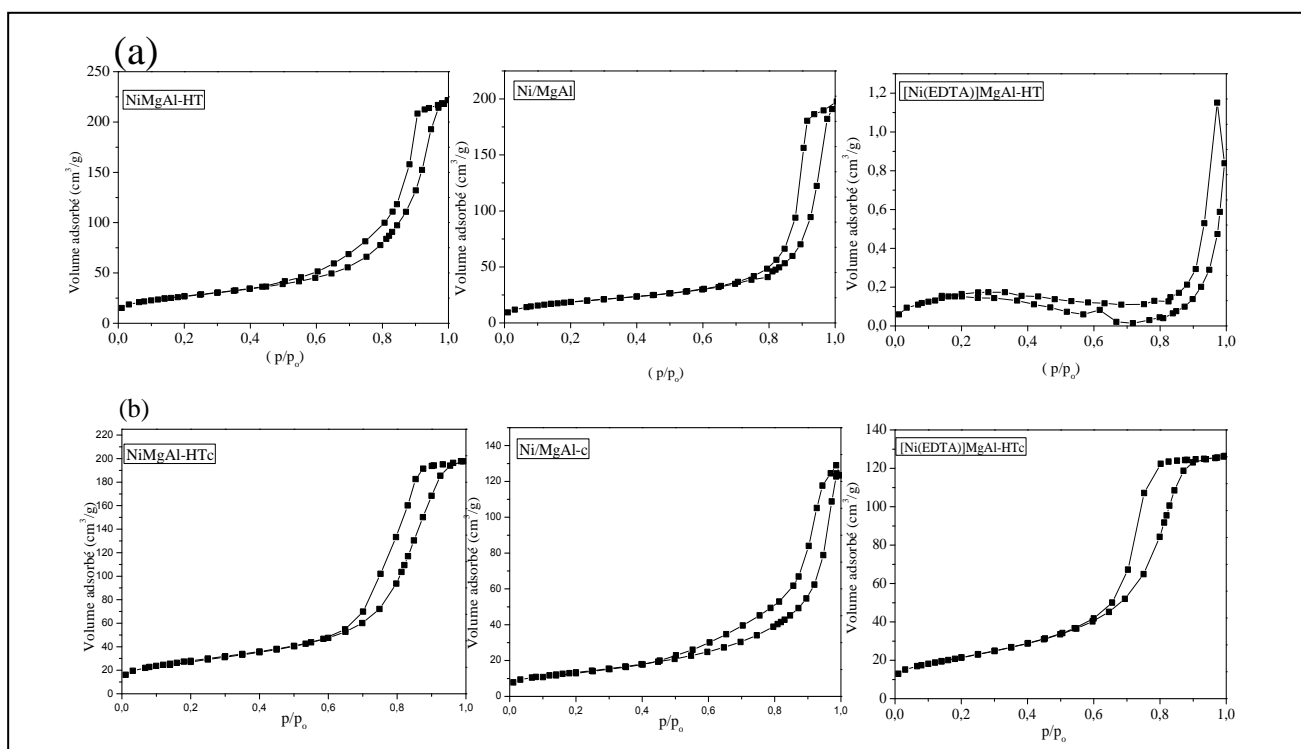 (a)
NiMgAl-HT
Volume adsorbé (cm³/g)
250
200
150
100
50
0
0,0 0,2 0,4 0,6 0,8 1,0
( p/pₒ)
Ni/MgAl
Volume adsorbé (cm³/g)
200
150
100
50
0
0,0 0,2 0,4 0,6 0,8 1,0
( p/pₒ)
[Ni(EDTA)]MgAl-HT
Volume adsorbé (cm³/g)
1,2
1,0
0,8
0,6
0,4
0,2
0,0
0,0 0,2 0,4 0,6 0,8 1,0
( p/pₒ)
(b)
NiMgAl-HTc
Volume adsorbé (cm³/g)
220
200
180
160
140
120
100
80
60
40
20
0
0,0 0,2 0,4 0,6 0,8 1,0
p/pₒ
Ni/MgAl-c
Volume adsorbé (cm³/g)
140
120
100
80
60
40
20
0
0,0 0,2 0,4 0,6 0,8 1,0
p/pₒ
[Ni(EDTA)]MgAl-HTc
Volume adsorbé (cm³/g)
140
120
100
80
60
40
20
0
0,0 0,2 0,4 0,6 0,8 1,0
p/pₒ